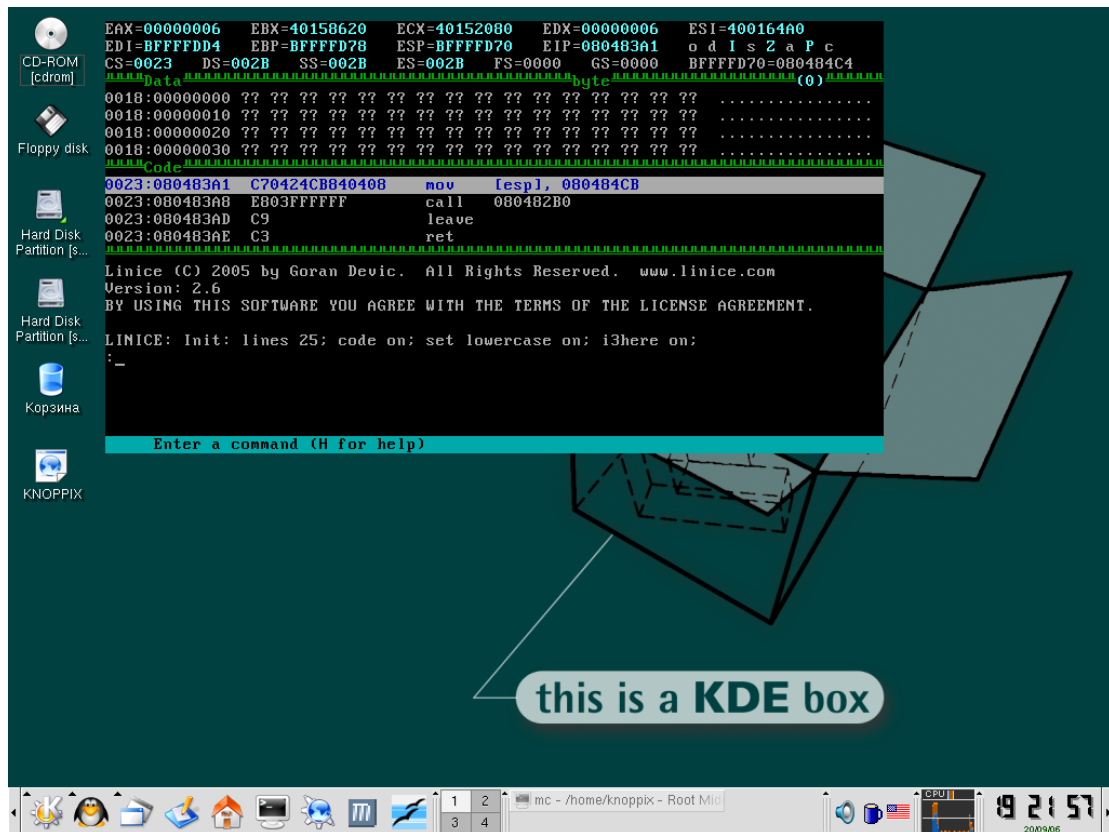 CD-ROM
[cdrom]
Floppy disk
Hard Disk
Partition [s...
Hard Disk
Partition [s...
Корзина
KNOPPIX
EAX=00000006 EBX=40158620 ECX=40152080 EDX=00000006 ESI=400164A0
EDI=BFFFFDD4 EBP=BFFFFD78 ESP=BFFFFD70 EIP=080483A1 o d I s Z a P c
CS=0023 DS=002B SS=002B ES=002B FS=0000 GS=0000 BFFFFD70=080484C4
Data byte (0)
0018:00000000 ?? ?? ?? ?? ?? ?? ?? ?? ?? ?? ?? ?? ?? ?? ?? ?? ................
0018:00000010 ?? ?? ?? ?? ?? ?? ?? ?? ?? ?? ?? ?? ?? ?? ?? ?? ................
0018:00000020 ?? ?? ?? ?? ?? ?? ?? ?? ?? ?? ?? ?? ?? ?? ?? ?? ................
0018:00000030 ?? ?? ?? ?? ?? ?? ?? ?? ?? ?? ?? ?? ?? ?? ?? ?? ................
Code
0023:080483A1 C70424CB840408 mov [esp], 080484CB
0023:080483A8 E803FFFFFF call 080482B0
0023:080483AD C9 leave
0023:080483AE C3 ret
Linice (C) 2005 by Goran Devic. All Rights Reserved. www.linice.com
Version: 2.6
BY USING THIS SOFTWARE YOU AGREE WITH THE TERMS OF THE LICENSE AGREEMENT.
LINICE: Init: lines 25; code on; set lowercase on; i3here on;
:_
Enter a command (H for help)
this is a KDE box
1 2
3 4
mc - /home/knoppix - Root Mid
CPU
19 21 57
20/09/06